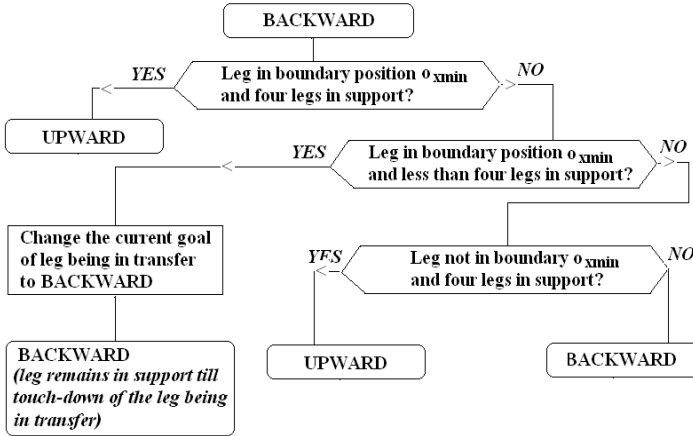 BACKWARD
YES
Leg in boundary position o xmin
and four legs in support?
NO
UPWARD
YES
Leg in boundary position o xmin
and less than four legs in support?
NO
Change the current goal
of leg being in transfer
to BACKWARD
YES
Leg not in boundary o xmin
and four legs in support?
NO
BACKWARD
(leg remains in support till
touch-down of the leg being
in transfer)
UPWARD
BACKWARD